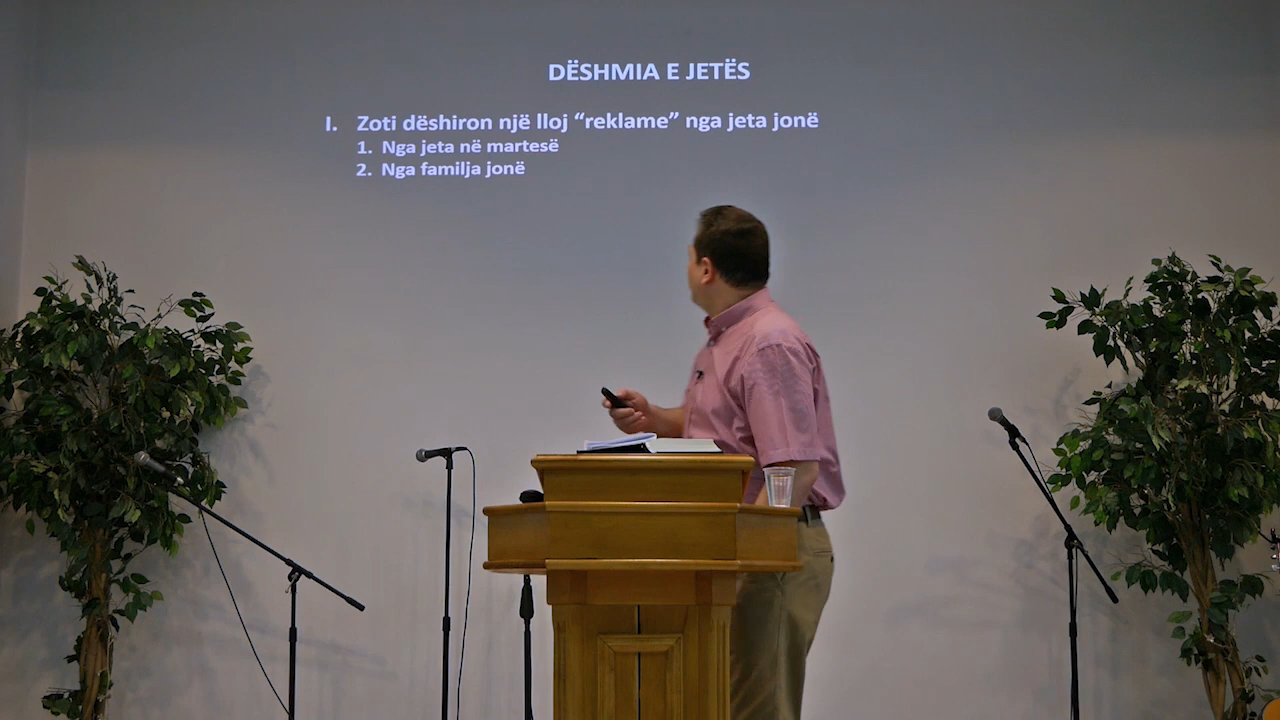 DËSHMIA E JETËS
I. Zoti dëshiron një lloj “reklame” nga jeta jonë
1. Nga jeta në martesë
2. Nga familja jonë